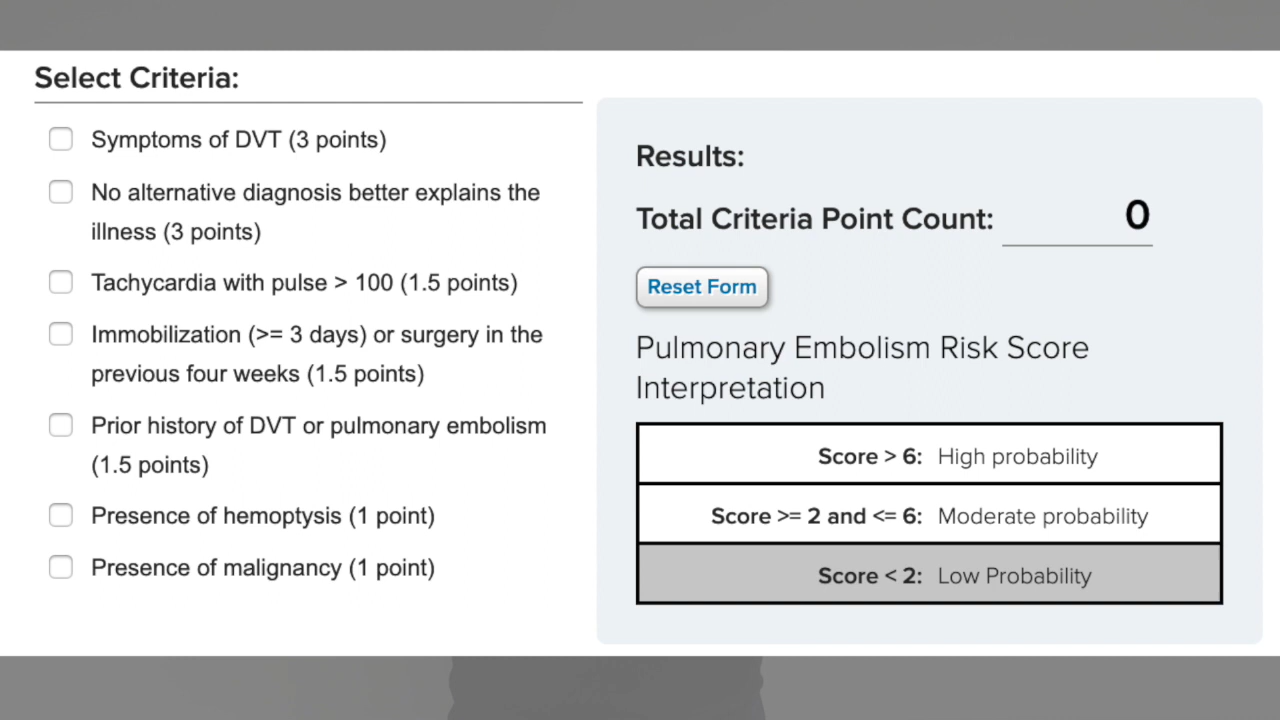 Select Criteria:
Symptoms of DVT (3 points)
No alternative diagnosis better explains the
illness (3 points)
Tachycardia with pulse > 100 (1.5 points)
Immobilization (>= 3 days) or surgery in the
previous four weeks (1.5 points)
Prior history of DVT or pulmonary embolism
(1.5 points)
Presence of hemoptysis (1 point)
Presence of malignancy (1 point)
Results:
Total Criteria Point Count: 0
Reset Form
Pulmonary Embolism Risk Score
Interpretation
Score > 6: High probability
Score >= 2 and <= 6: Moderate probability
Score < 2: Low Probability